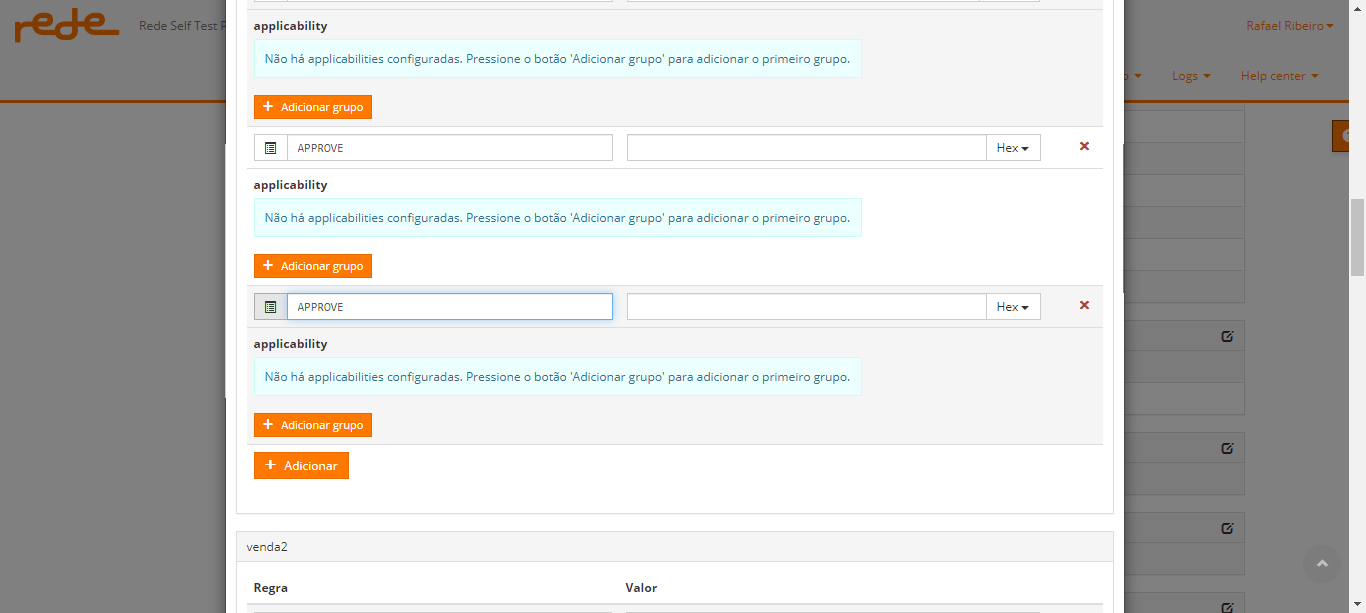 rede
Rede Self Test P
Rafael Ribeiro
Logs
Help center
applicability
Não há applicabilities configuradas. Pressione o botão 'Adicionar grupo' para adicionar o primeiro grupo.
+ Adicionar grupo
APPROVE
Hex
applicability
Não há applicabilities configuradas. Pressione o botão 'Adicionar grupo' para adicionar o primeiro grupo.
+ Adicionar grupo
APPROVE
Hex
applicability
Não há applicabilities configuradas. Pressione o botão 'Adicionar grupo' para adicionar o primeiro grupo.
+ Adicionar grupo
+ Adicionar
venda2
Regra Valor